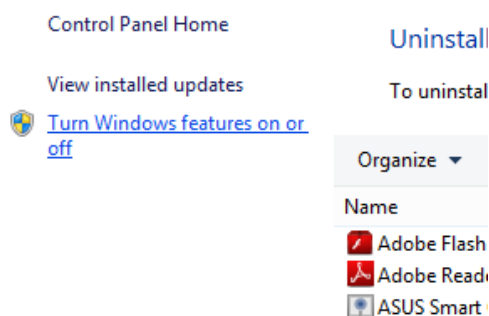 Control Panel Home
View installed updates
Turn Windows features on or
off
Uninstall
To uninstal
Organize
Name
Adobe Flash
Adobe Reade
ASUS Smart